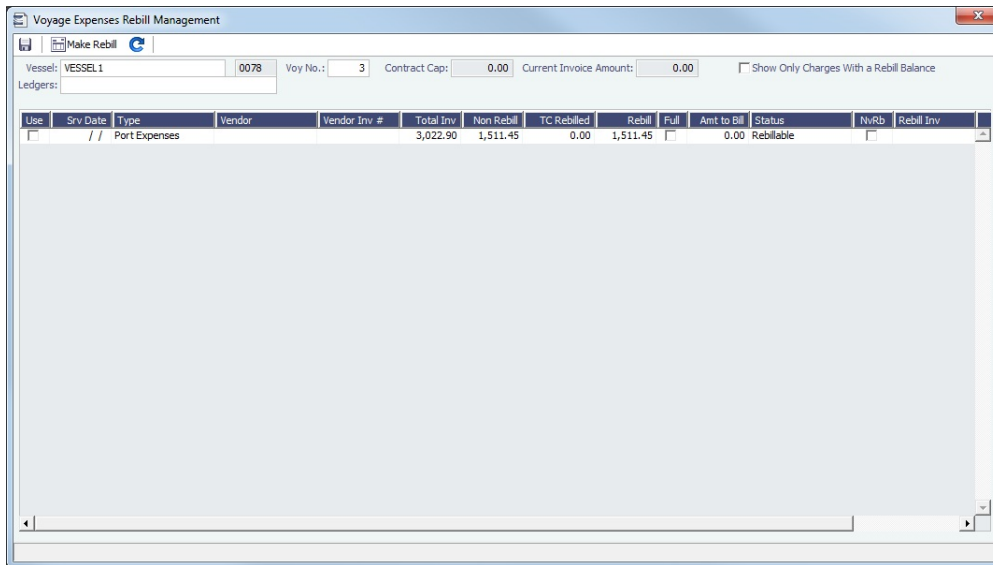 Voyage Expenses Rebill Management
Make Rebill
Vessel: VESSEL1 0078 Voy No.: 3 Contract Cap: 0.00 Current Invoice Amount: 0.00 Show Only Charges With a Rebill Balance
Ledgers:
Use Srv Date Type Vendor Vendor Inv # Total Inv Non Rebill TC Rebilled Rebill Full Amt to Bill Status NvRb Rebill Inv
/ / Port Expenses 3,022.90 1,511.45 0.00 1,511.45 0.00 Rebillable